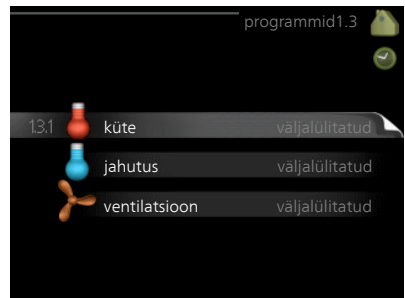 programmid1.3
1.3.1 küte väljalülitatud
jahutus väljalülitatud
ventilatsioon väljalülitatud